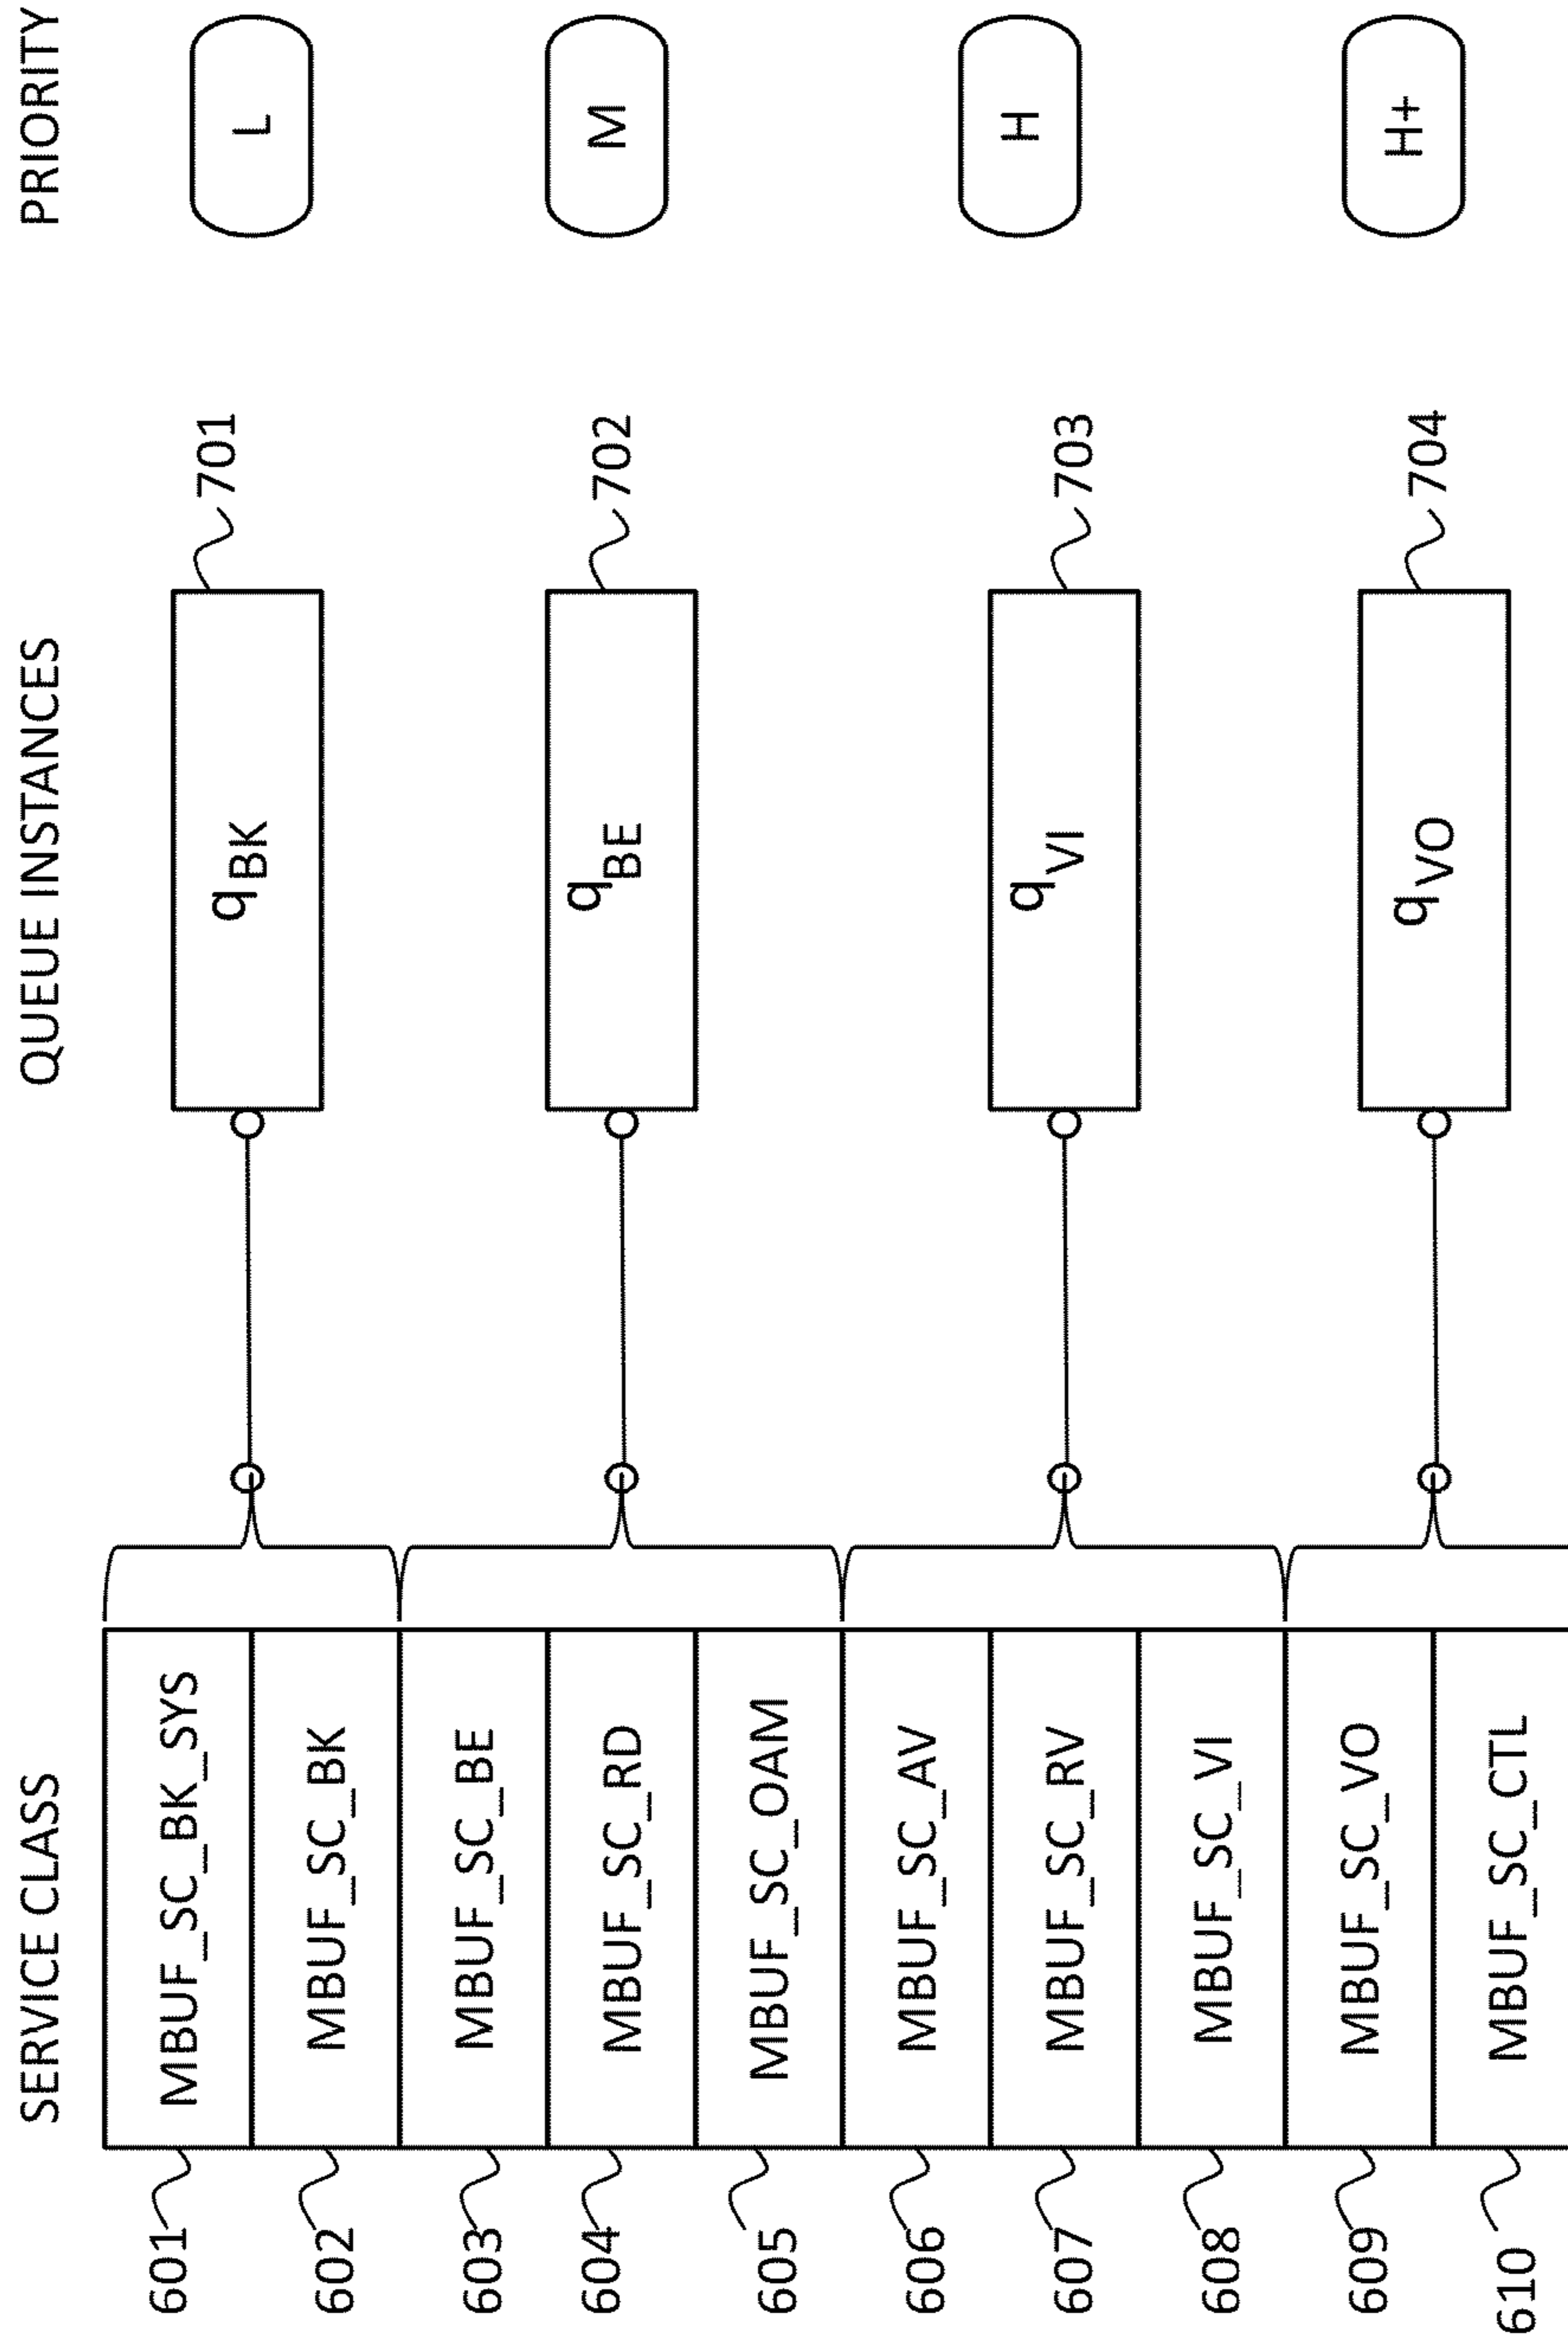 SERVICE CLASS QUEUE INSTANCES PRIORITY
601 MBUF_SC_BK_SYS
602 MBUF_SC_BK
qBK 701 L
603 MBUF_SC_BE
604 MBUF_SC_RD
qBE 702 M
605 MBUF_SC_OAM
606 MBUF_SC_AV
607 MBUF_SC_RV
qVI 703 H
608 MBUF_SC_VI
609 MBUF_SC_VO
qVO 704 H+
610 MBUF_SC_CTL